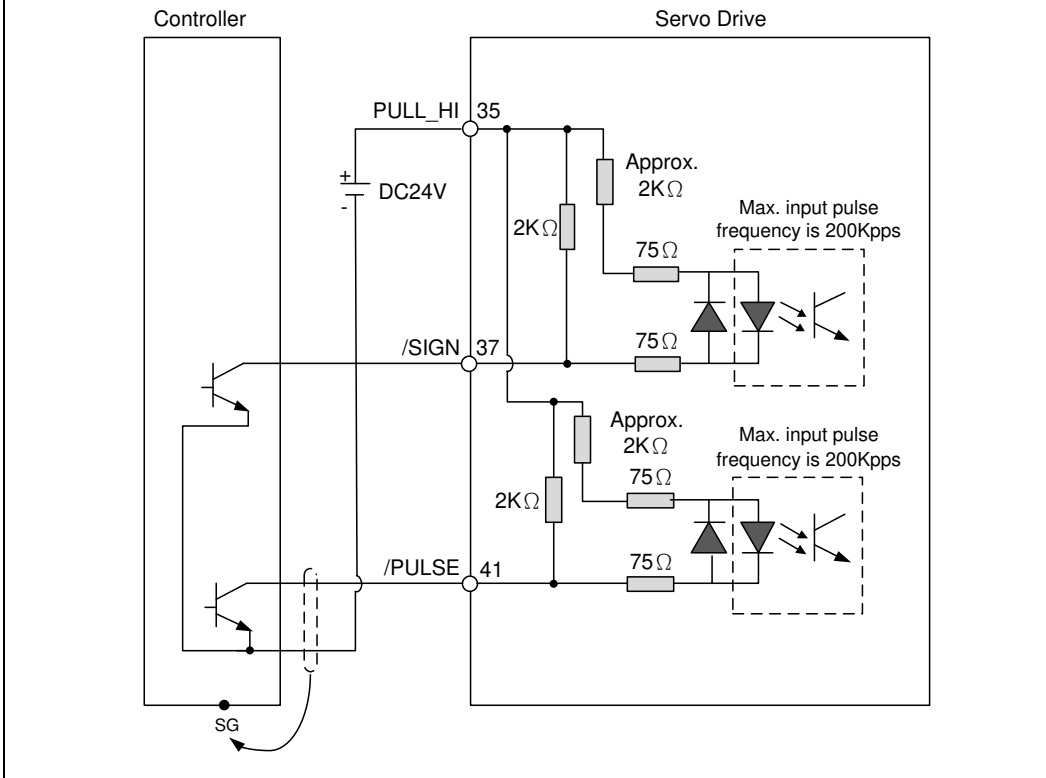 Controller
Servo Drive
PULL_HI
35
+
DC24V
-
Approx.
2KΩ
2KΩ
Max. input pulse
frequency is 200Kpps
75Ω
75Ω
/SIGN
37
Approx.
2KΩ
2KΩ
Max. input pulse
frequency is 200Kpps
75Ω
75Ω
/PULSE
41
SG